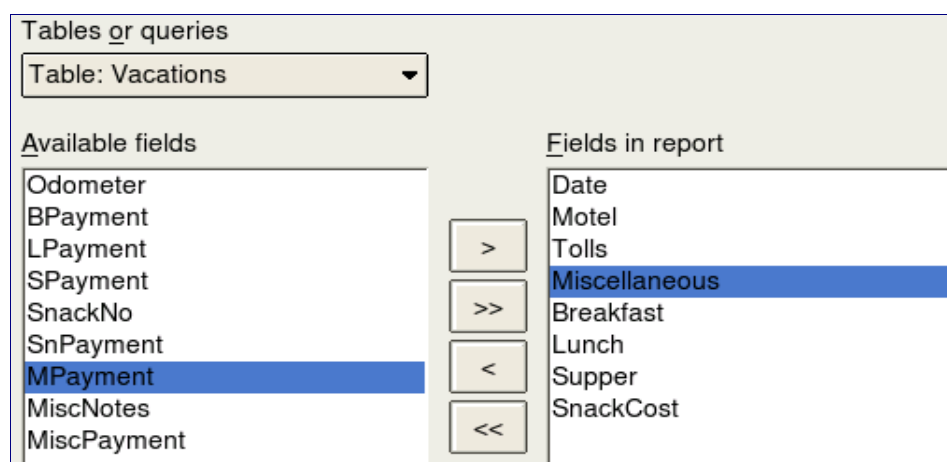 Tables or queries
Table: Vacations
Available fields
Odometer
BPayment
LPayment
SPayment
SnackNo
SnPayment
MPayment
MiscNotes
MiscPayment
>
>>
<
<<
Fields in report
Date
Motel
Tolls
Miscellaneous
Breakfast
Lunch
Supper
SnackCost